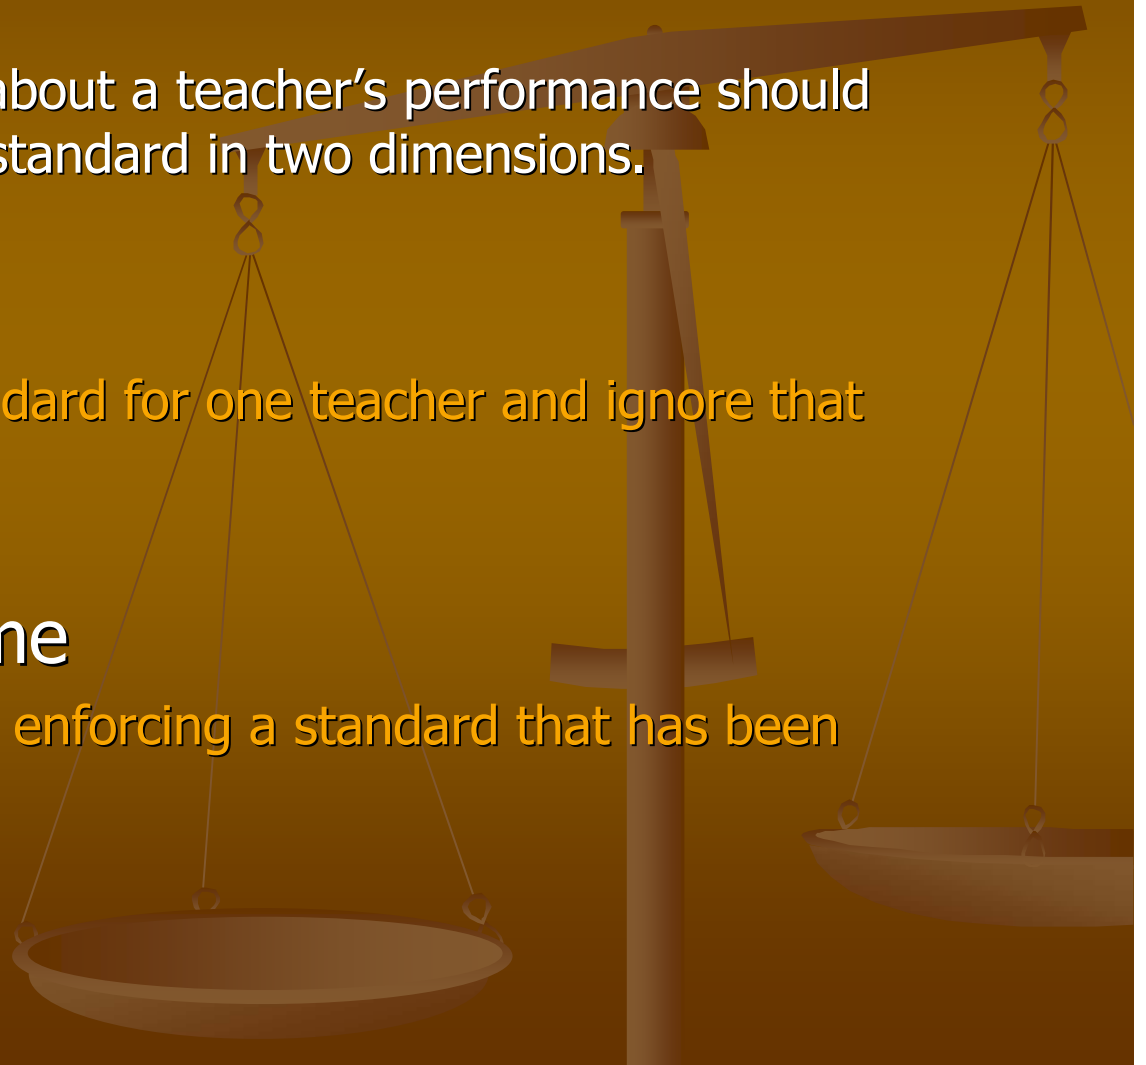 about a teacher’s performance should
standard in two dimensions.
dard for one teacher and ignore that
me
enforcing a standard that has been